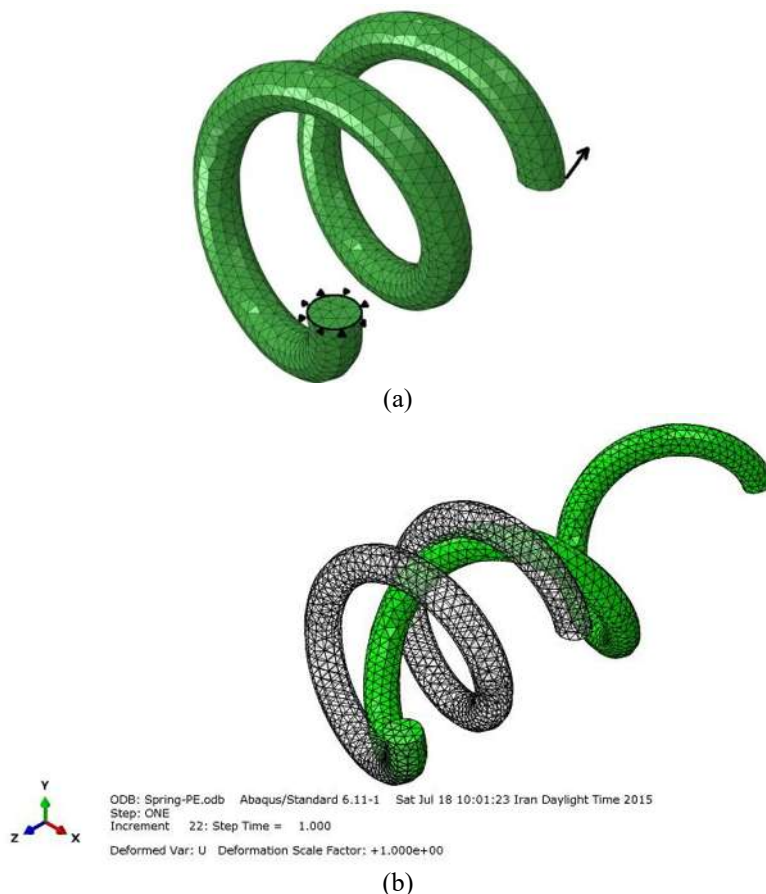 (a)
Y
Z
X
ODB: Spring-PE.odb Abaqus/Standard 6.11-1 Sat Jul 18 10:01:23 Iran Daylight Time 2015
Step: ONE
Increment 22: Step Time = 1.000
Deformed Var: U Deformation Scale Factor: +1.000e+00
(b)